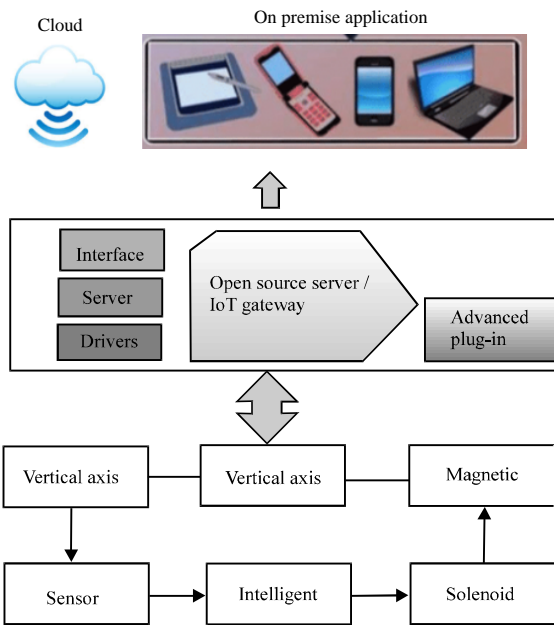 Cloud
On premise application
Interface
Server
Drivers
Open source server /
IoT gateway
Advanced
plug-in
Vertical axis
Vertical axis
Magnetic
Sensor
Intelligent
Solenoid